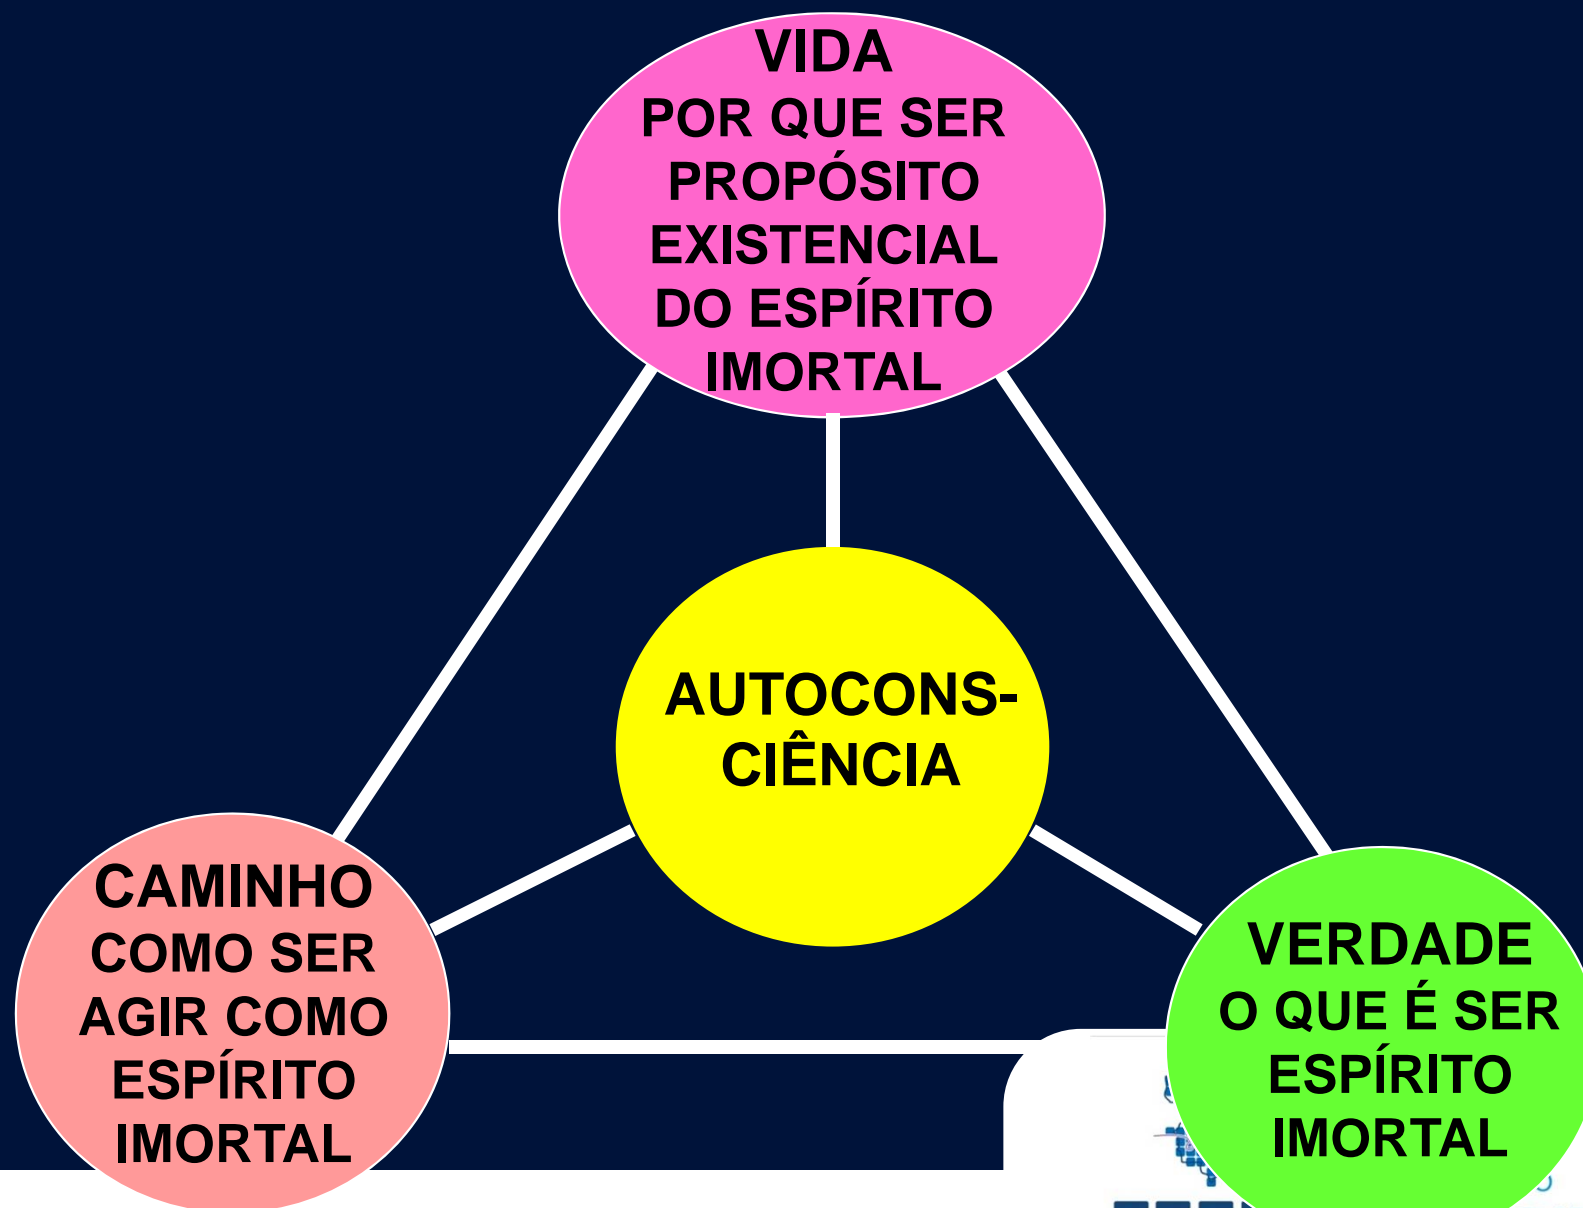 VIDA
POR QUE SER
PROPÓSITO
EXISTENCIAL
DO ESPÍRITO
IMORTAL
AUTOCONS-
CIÊNCIA
CAMINHO
COMO SER
AGIR COMO
ESPÍRITO
IMORTAL
VERDADE
O QUE É SER
ESPÍRITO
IMORTAL